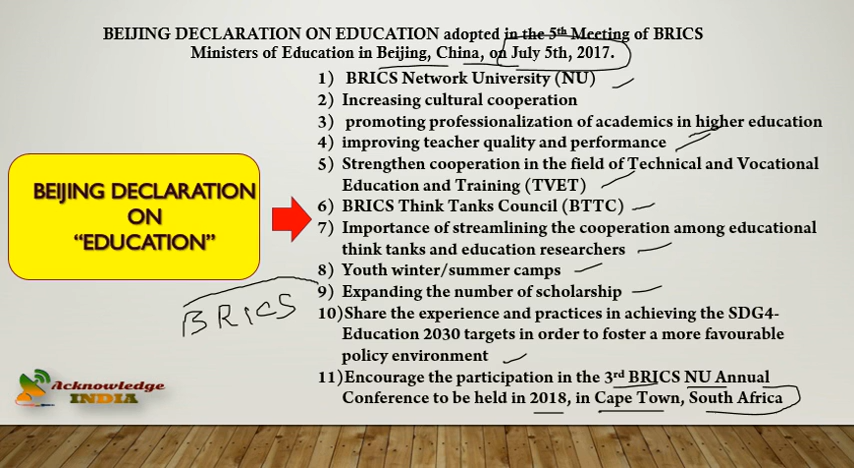 BEIJING DECLARATION ON EDUCATION adopted in the 5th Meeting of BRICS
Ministers of Education in Beijing, China, on July 5th, 2017.
1) BRICS Network University (NU)
2) Increasing cultural cooperation
3) promoting professionalization of academics in higher education
4) improving teacher quality and performance
5) Strengthen cooperation in the field of Technical and Vocational
Education and Training (TVET)
6) BRICS Think Tanks Council (BTTC)
7) Importance of streamlining the cooperation among educational
think tanks and education researchers
8) Youth winter/summer camps
9) Expanding the number of scholarship
10)Share the experience and practices in achieving the SDG4-
Education 2030 targets in order to foster a more favourable
policy environment
11)Encourage the participation in the 3rd BRICS NU Annual
Conference to be held in 2018, in Cape Town, South Africa
BEIJING DECLARATION
ON
“EDUCATION”
BRICS
Acknowledge
INDIA